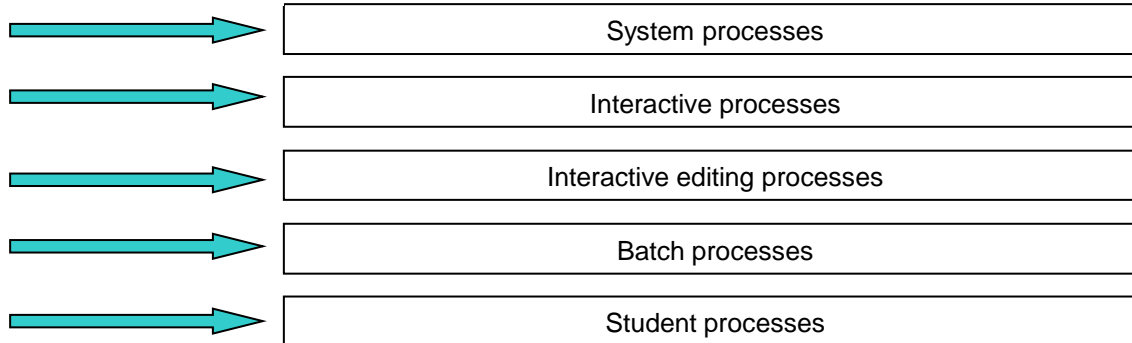 System processes
Interactive processes
Interactive editing processes
Batch processes
Student processes